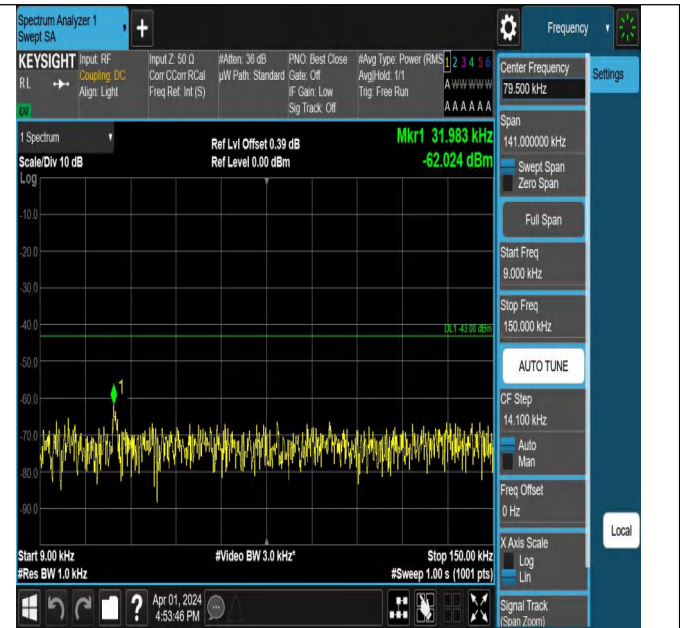 Spectrum Analyzer 1
Swept SA
+
Frequency
KEYSIGHT
RL
LXI
Input: RF
Coupling: DC
Align: Light
Input Z: 50 Ω
Corr CCorr RCal
Freq Ref: Int (S)
#Atten: 36 dB
µW Path: Standard
PNO: Best Close
Gate: Off
IF Gain: Low
Sig Track: Off
#Avg Type: Power (RMS
Avg|Hold: 1/1
Trig: Free Run
1 2 3 4 5 6
A W W W W W
A A A A A A
1 Spectrum
Scale/Div 10 dB
Ref Lvl Offset 0.39 dB
Ref Level 0.00 dBm
Mkr1 31.983 kHz
-62.024 dBm
Log
-10.0
-20.0
-30.0
-40.0
-50.0
-60.0
-70.0
-80.0
-90.0
DL1 -43.00 dBm
1
Start 9.00 kHz
#Res BW 1.0 kHz
#Video BW 3.0 kHz*
Stop 150.00 kHz
#Sweep 1.00 s (1001 pts)
Apr 01, 2024
4:53:46 PM
?
Center Frequency
79.500 kHz
Settings
Span
141.000000 kHz
Swept Span
Zero Span
Full Span
Start Freq
9.000 kHz
Stop Freq
150.000 kHz
AUTO TUNE
CF Step
14.100 kHz
Auto
Man
Freq Offset
0 Hz
X Axis Scale
Log
Lin
Local
Signal Track
(Span Zoom)